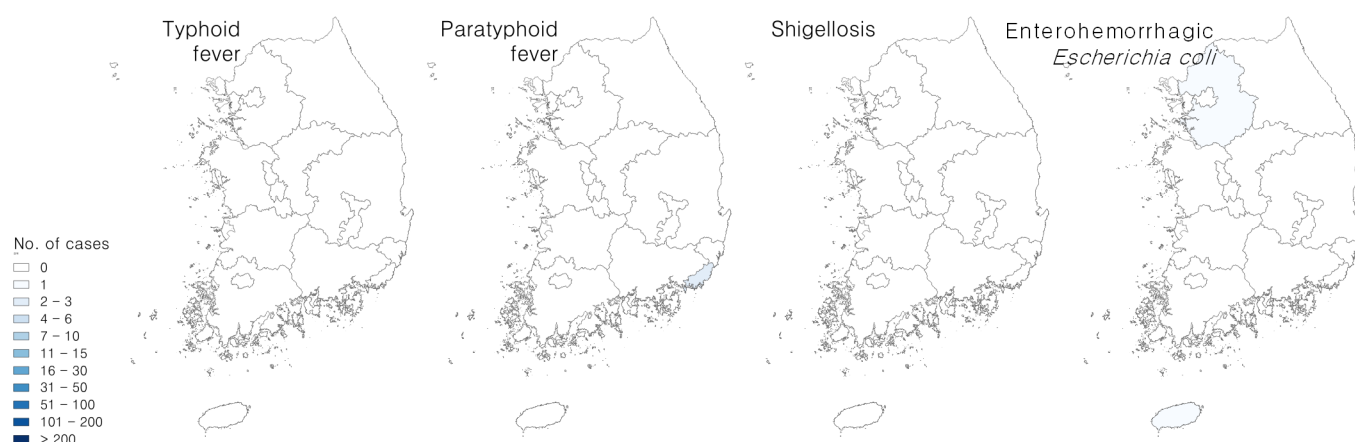 Typhoid
fever
Paratyphoid
fever
Shigellosis
Enterohemorrhagic
Escherichia coli
No. of cases
0
1
2 – 3
4 – 6
7 – 10
11 – 15
16 – 30
31 – 50
51 – 100
101 – 200
> 200